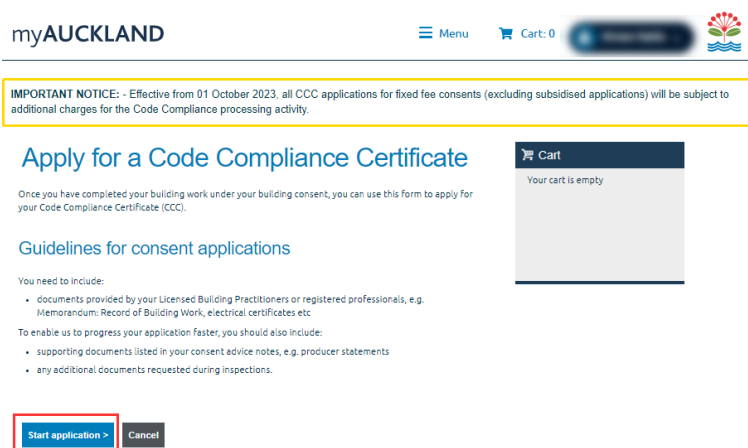 myAUCKLAND
Menu
Cart: 0
IMPORTANT NOTICE: - Effective from 01 October 2023, all CCC applications for fixed fee consents (excluding subsidised applications) will be subject to
additional charges for the Code Compliance processing activity.
Apply for a Code Compliance Certificate
Cart
Your cart is empty
Once you have completed your building work under your building consent, you can use this form to apply for
your Code Compliance Certificate (CCC).
Guidelines for consent applications
You need to include:
• documents provided by your Licensed Building Practitioners or registered professionals, e.g.
Memorandum: Record of Building Work, electrical certificates etc
To enable us to progress your application faster, you should also include:
• supporting documents listed in your consent advice notes, e.g. producer statements
• any additional documents requested during inspections.
Start application >
Cancel